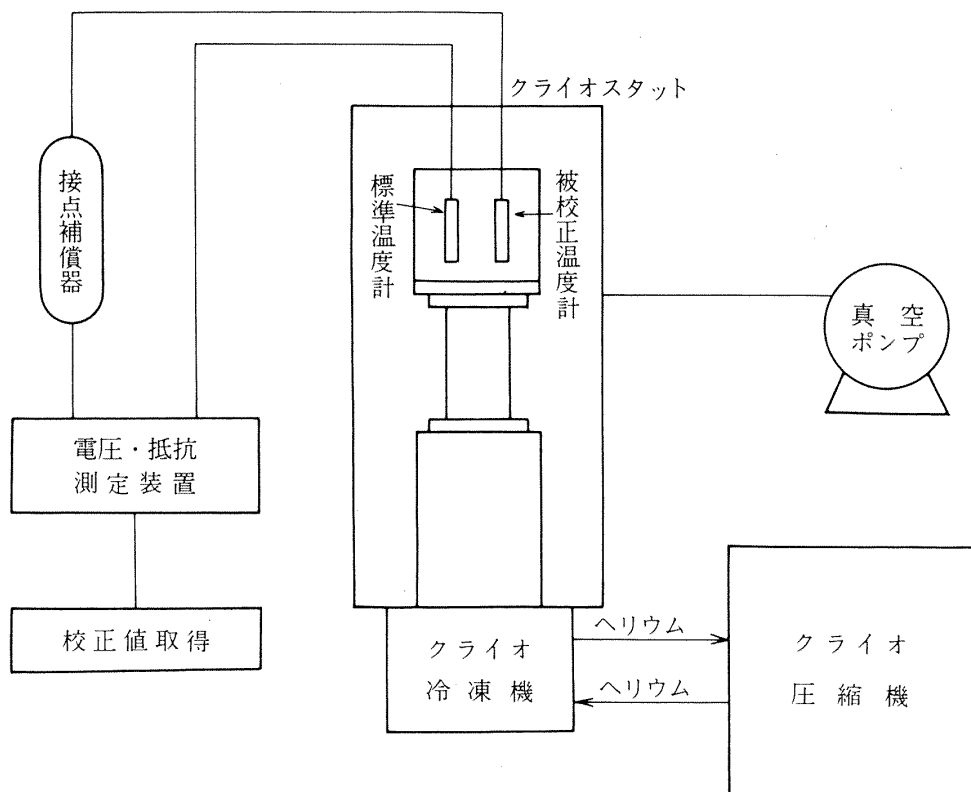 クライオスタット
接点補償器
標準温度計
被校正温度計
真空
ポンプ
電圧・抵抗
測定装置
校正値取得
クライオ
冷凍機
ヘリウム
ヘリウム
クライオ
圧縮機